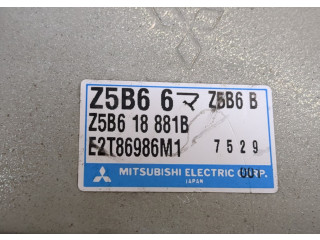 Z5B6 6マ Z5B6 B
Z5B6 18 881B
E2T86986M1 7529
MITSUBISHI ELECTRIC CORP.
JAPAN